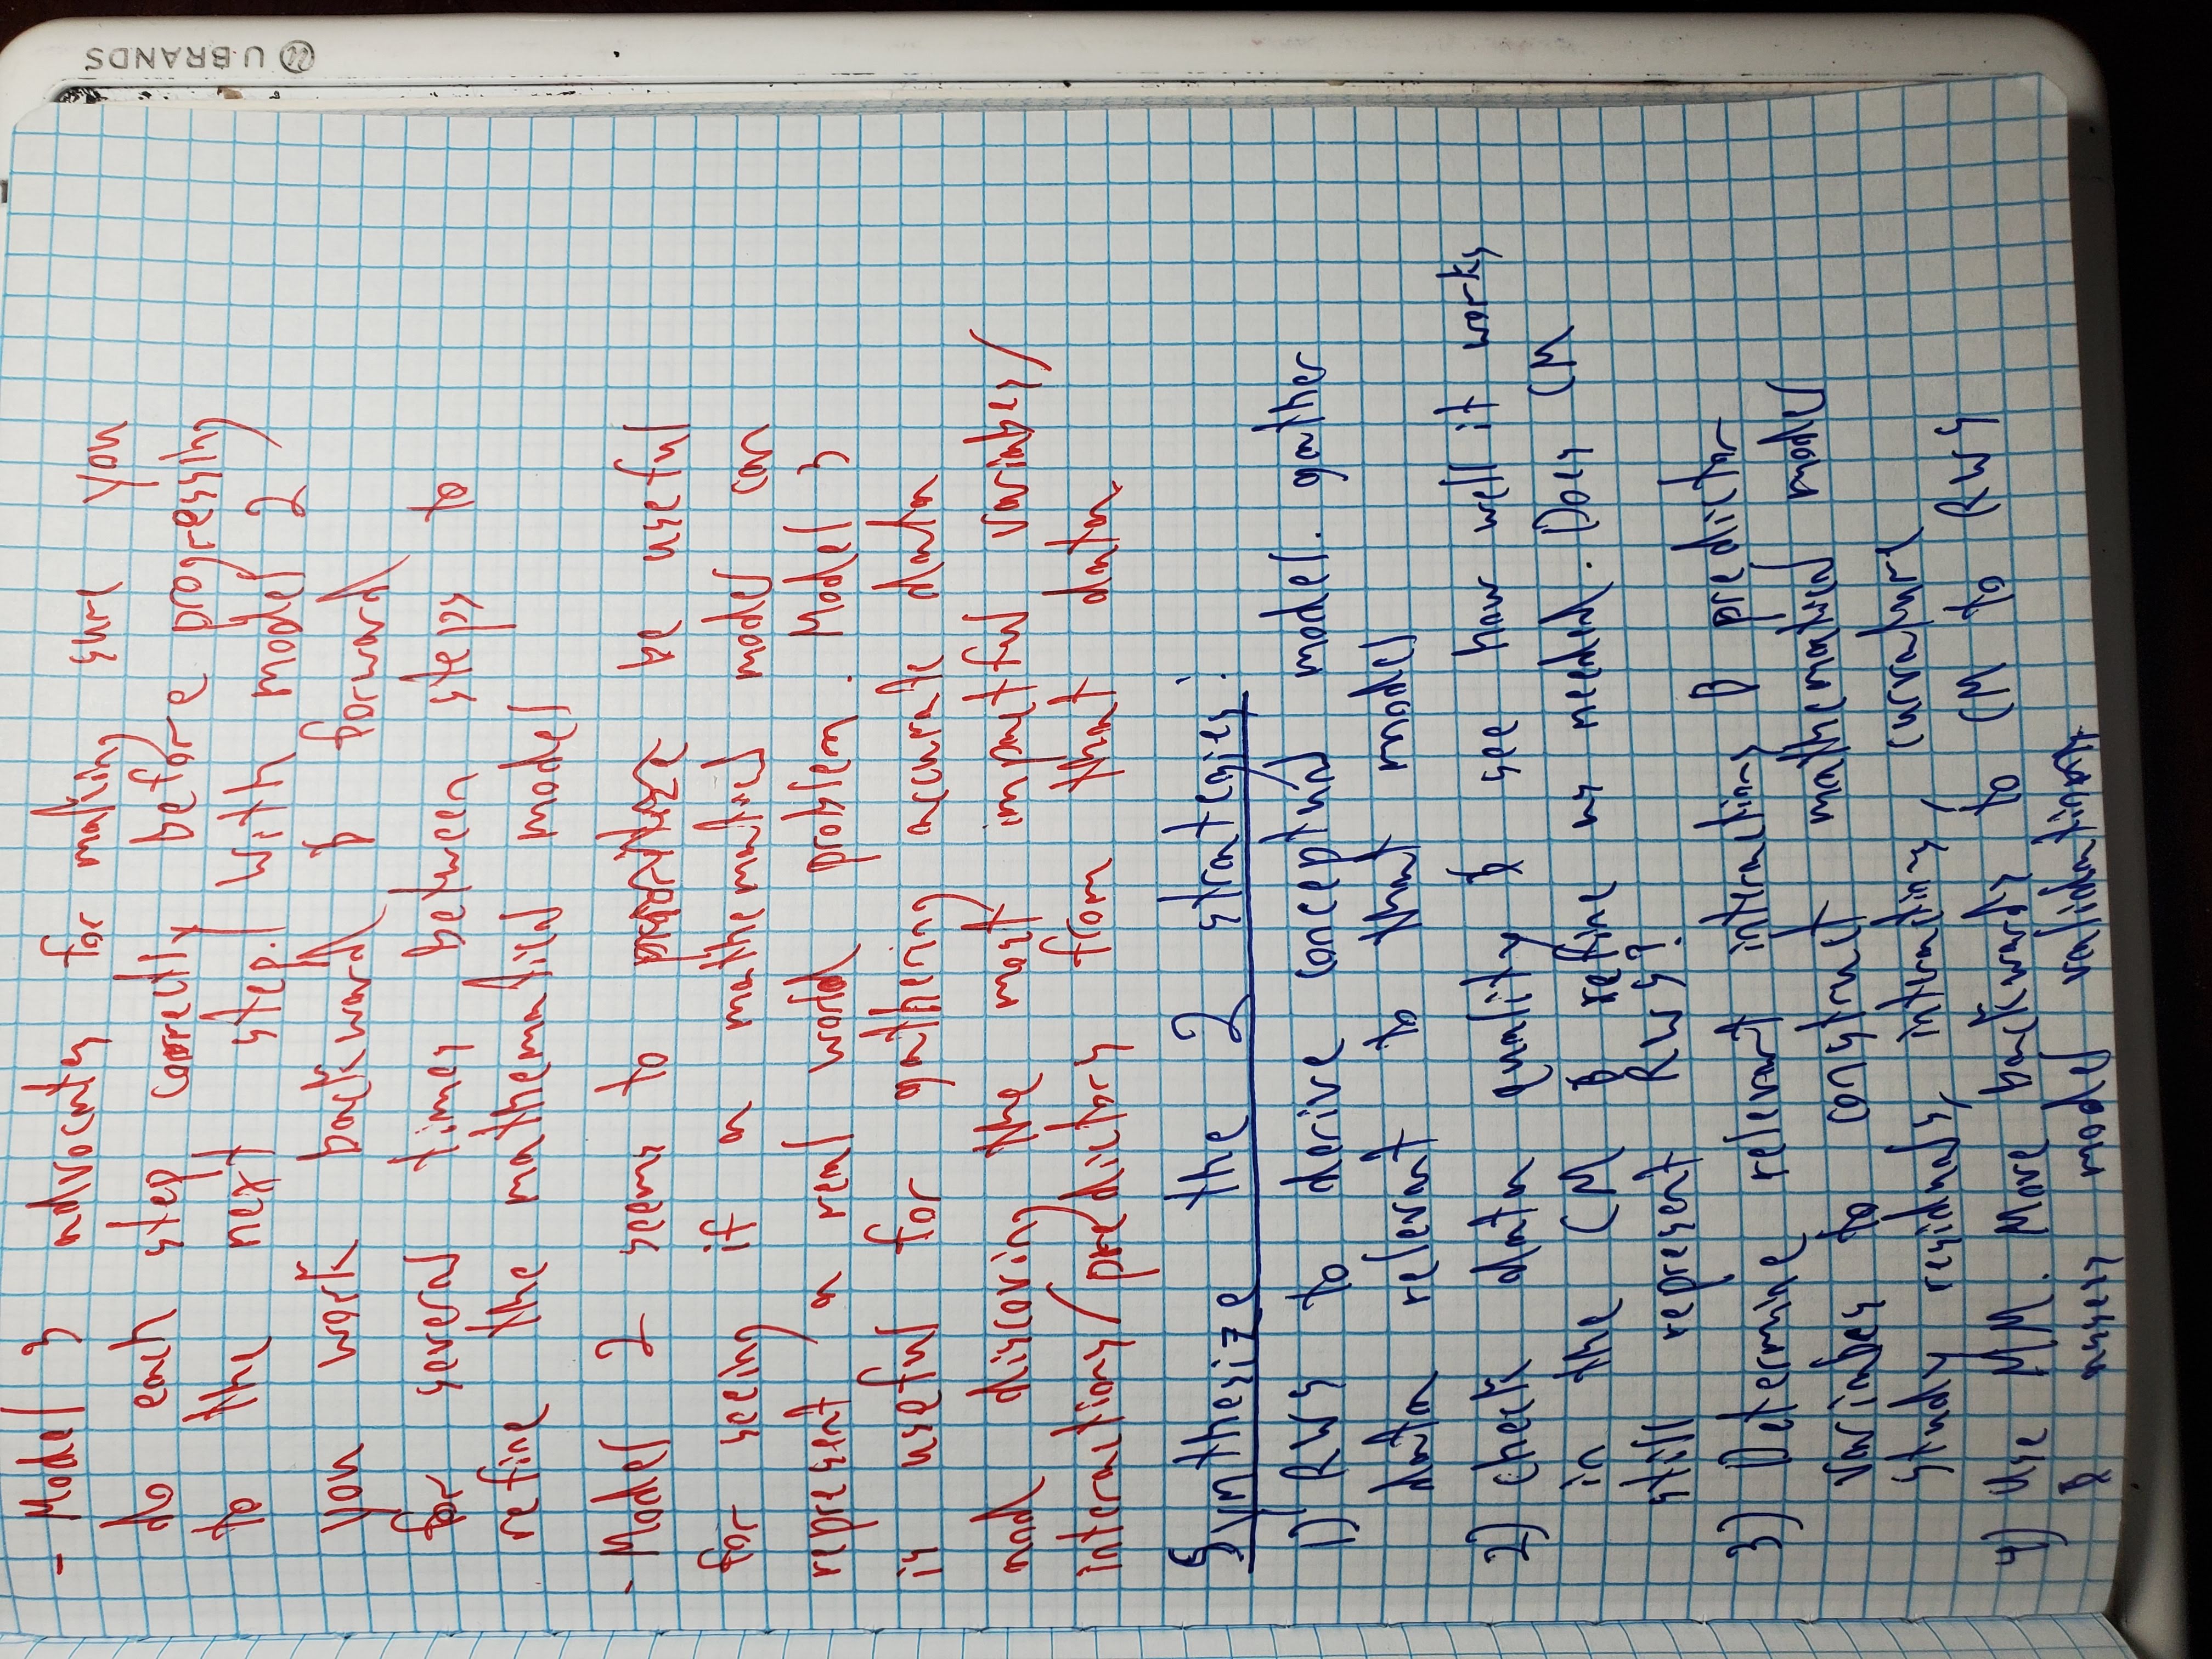 - Model 3 advocates for making sure you
do each step correctly before progressing
to the next step. / With model 2
you work backward & forward
for several times between steps to
refine the mathematical model
- Model 2 seems to prioritize be useful
for seeing if a mathematical model can
represent a real world problem. Model 3
is useful for gathering accurate data
and discovring the most impactful variabes/
interactions/predictors from that data
Synthesize the 2 strategies:
1) RWS to derive conceptual model. gather
data relevant to that model
2) check data quality & see how well it works
in the CM & refine as needed. Does CM
still represent RWS?
3) Determine relevant interactions & predictor
variabes to construct mathematical model
study residuals, interactions, curvature
4) Use MM. Move backwards to CM to RWS
& assess model validations
U BRANDS